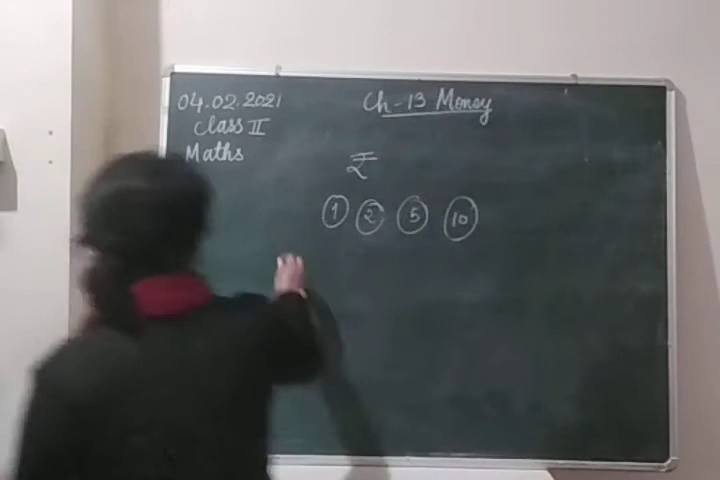 04.02.2021
Class II
Maths
Ch-13 Money
₹
1 2 5 10